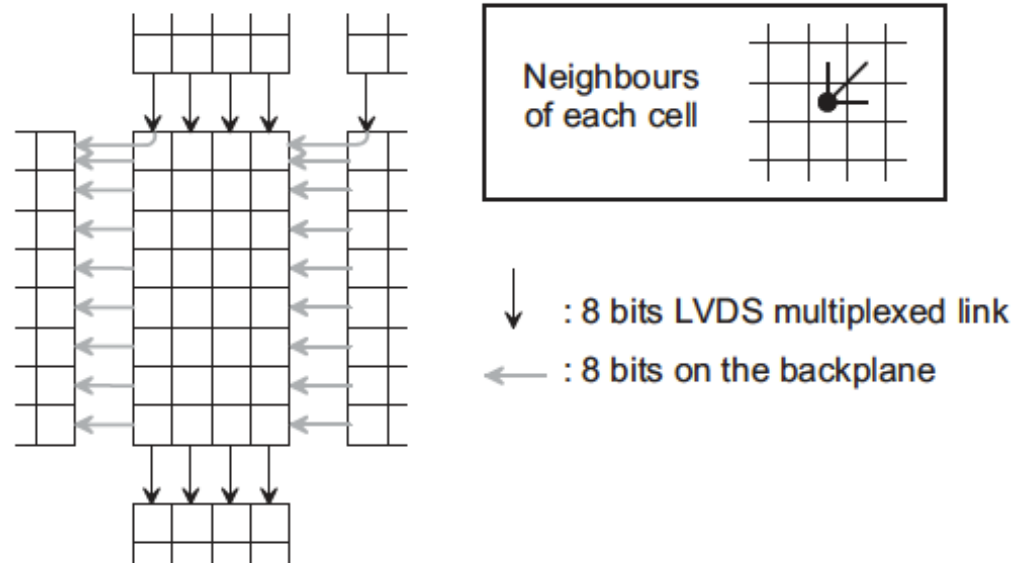 Neighbours
of each cell
: 8 bits LVDS multiplexed link
: 8 bits on the backplane